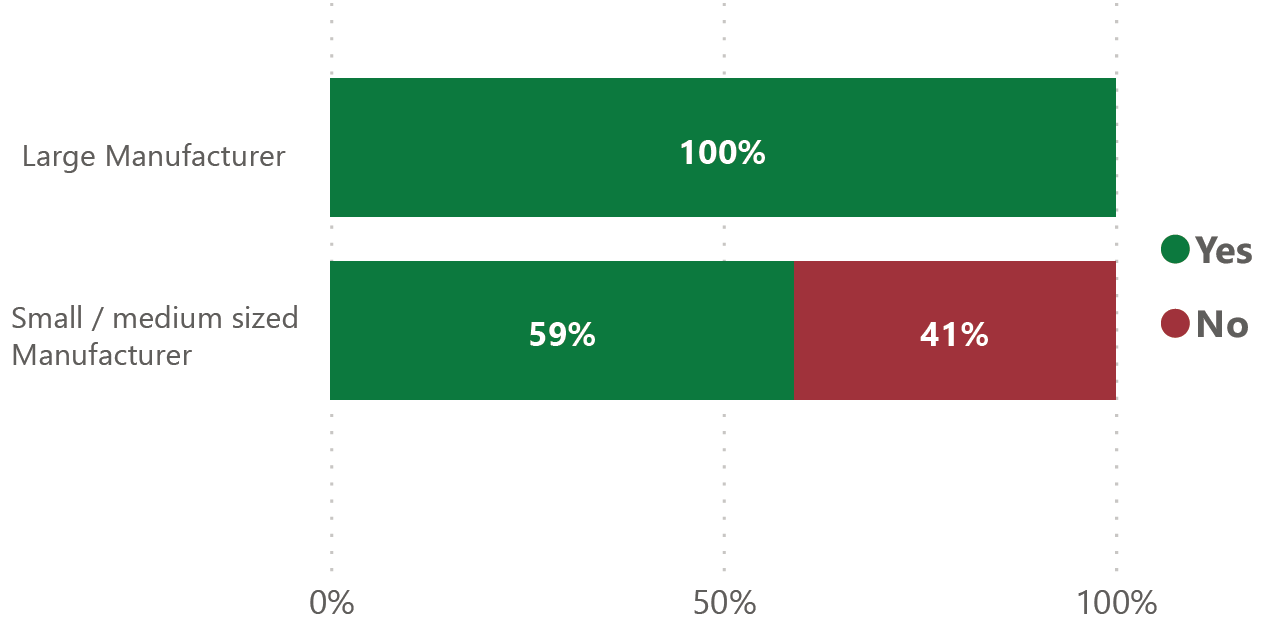 Large Manufacturer
100%
Small / medium sized
Manufacturer
59%
41%
Yes
No
0%
50%
100%